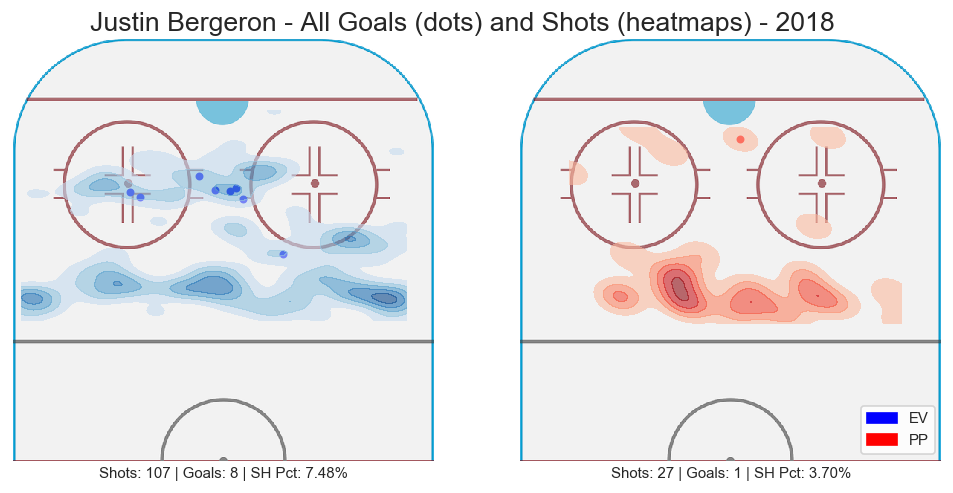 Justin Bergeron - All Goals (dots) and Shots (heatmaps) - 2018
EV
PP
Shots: 107 | Goals: 8 | SH Pct: 7.48%
Shots: 27 | Goals: 1 | SH Pct: 3.70%